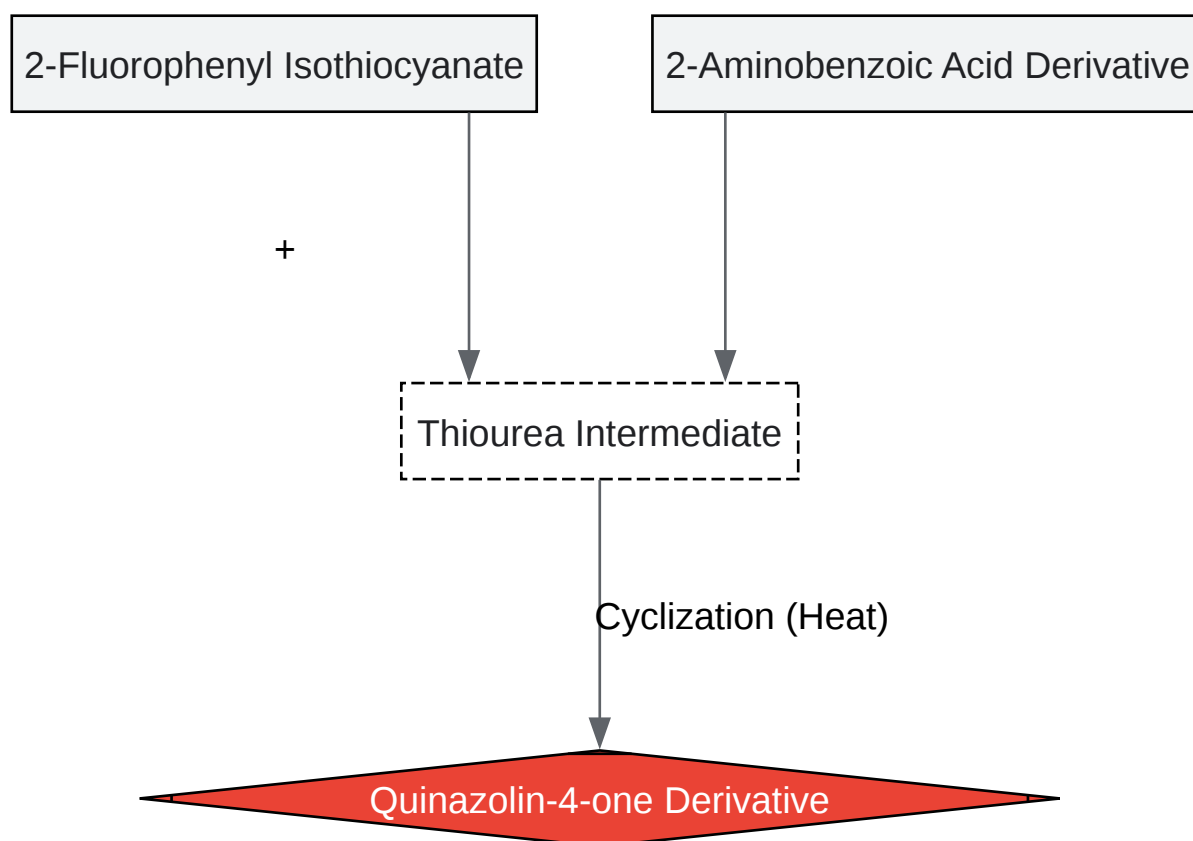 2-Fluorophenyl Isothiocyanate
2-Aminobenzoic Acid Derivative
+
Thiourea Intermediate
Cyclization (Heat)
Quinazolin-4-one Derivative